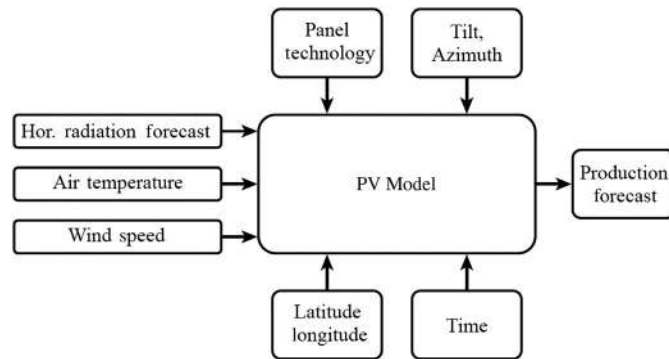 Panel
technology
Tilt,
Azimuth
Hor. radiation forecast
Air temperature
Wind speed
PV Model
Production
forecast
Latitude
longitude
Time